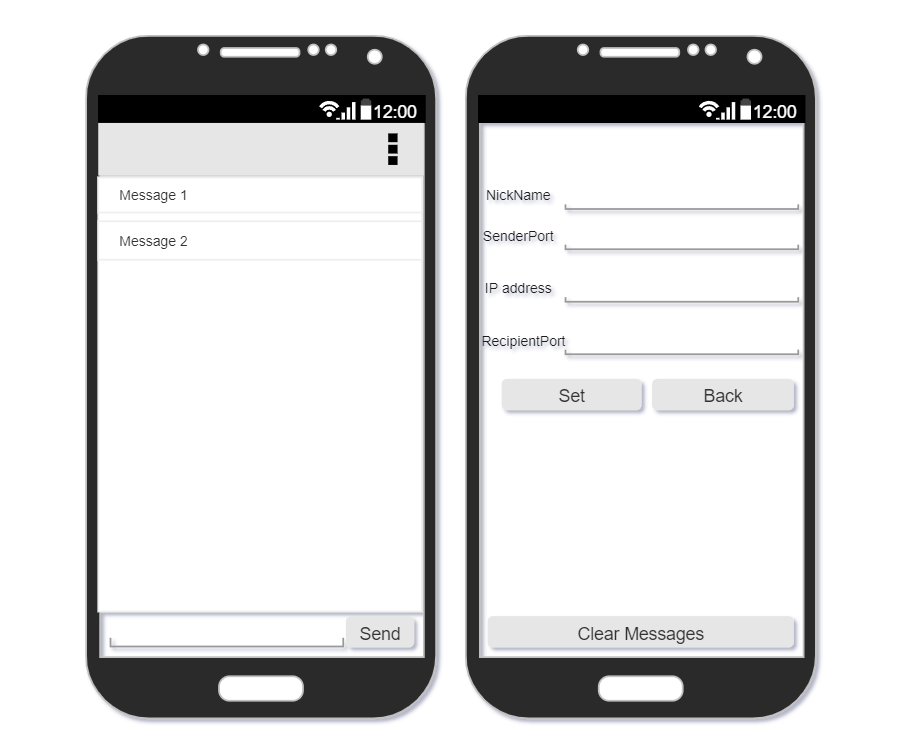 12:00
Message 1
Message 2
Send
12:00
NickName
SenderPort
IP address
RecipientPort
Set
Back
Clear Messages